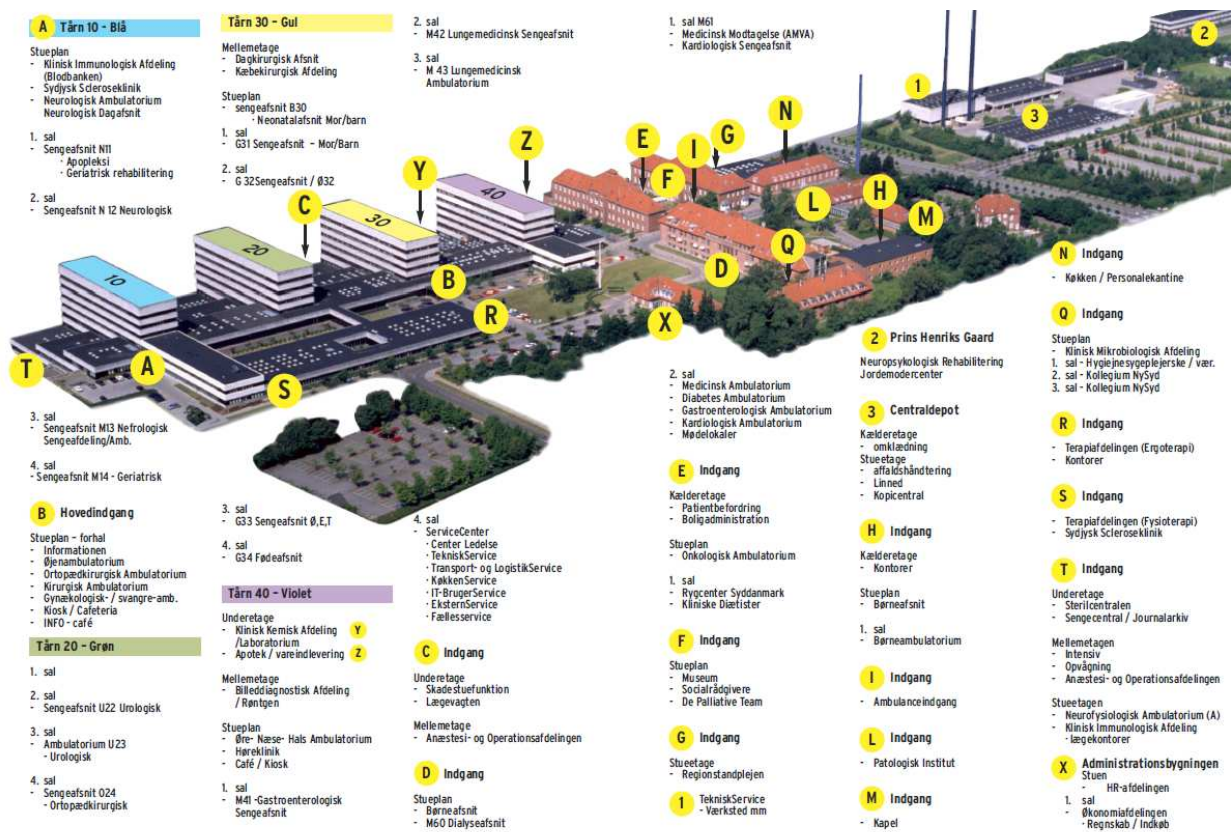 A Tårn 10 - Blå
Stueplan
- Klinisk Immunologisk Afdeling
(Blodbanken)
- Sydjysk Scleroseklinik
- Neurologisk Ambulatorium
Neurologisk Dagafsnit
1. sal
- Sengeafsnit N11
· Apopleksi
· Geriatrisk rehabilitering
2. sal
- Sengeafsnit N 12 Neurologisk
3. sal
- Sengeafsnit M13 Nefrologisk
Sengeafdeling/Amb.
4. sal
- Sengeafsnit M14 - Geriatrisk
B Hovedindgang
Stueplan - forhal
- Informationen
- Øjenambulatorium
- Ortopædkirurgisk Ambulatorium
- Kirurgisk Ambulatorium
- Gynækologisk- / svangre-amb.
- Kiosk / Cafeteria
- INFO - café
Tårn 20 - Grøn
1. sal
2. sal
- Sengeafsnit U22 Urologisk
3. sal
- Ambulatorium U23
- Urologisk
4. sal
- Sengeafsnit O24
- Ortopædkirurgisk
Tårn 30 - Gul
Mellemetage
- Dagkirurgisk Afsnit
- Kæbekirurgisk Afdeling
Stueplan
- sengeafsnit B30
· Neonatalafsnit Mor/barn
1. sal
- G31 Sengeafsnit - Mor/Barn
2. sal
- G 32Sengeafsnit / Ø32
3. sal
- G33 Sengeafsnit Ø,E,T
4. sal
- G34 Fødeafsnit
Tårn 40 - Violet
Underetage
- Klinisk Kemisk Afdeling Y
/Laboratorium
- Apotek / vareindlevering Z
Mellemetage
- Billeddiagnostisk Afdeling
/ Røntgen
Stueplan
- Øre- Næse- Hals Ambulatorium
- Høreklinik
- Café / Kiosk
1. sal
- M41 -Gastroenterologisk
Sengeafsnit
2. sal
- M42 Lungemedicinsk Sengeafsnit
3. sal
- M 43 Lungemedicinsk
Ambulatorium
4. sal
- ServiceCenter
· Center Ledelse
· TekniskService
· Transport- og LogistikService
· KøkkenService
· IT-BrugerService
· EksternService
· Fællesservice
C Indgang
Underetage
- Skadestuefunktion
- Lægevagten
Mellemetage
- Anæstesi- og Operationsafdelingen
D Indgang
Stueplan
- Børneafsnit
- M60 Dialyseafsnit
1. sal M61
- Medicinsk Modtagelse (AMVA)
- Kardiologisk Sengeafsnit
2. sal
- Medicinsk Ambulatorium
- Diabetes Ambulatorium
- Gastroenterologisk Ambulatorium
- Kardiologisk Ambulatorium
- Mødelokaler
E Indgang
Kælderetage
- Patientbefordring
- Boligadministration
Stueplan
- Onkologisk Ambulatorium
1. sal
- Rygcenter Syddanmark
- Kliniske Diætister
F Indgang
Stueplan
- Museum
- Socialrådgivere
- De Palliative Team
G Indgang
Stueetage
- Regionstandplejen
1 TekniskService
- Værksted mm
2 Prins Henriks Gaard
Neuropsykologisk Rehabilitering
Jordemodercenter
3 Centraldepot
Kælderetage
- omklædning
Stueetage
- affaldshåndtering
- Linned
- Kopicentral
H Indgang
Kælderetage
- Kontorer
Stueplan
- Børneafsnit
1. sal
- Børneambulatorium
I Indgang
- Ambulanceindgang
L Indgang
- Patologisk Institut
M Indgang
- Kapel
N Indgang
- Køkken / Personalekantine
Q Indgang
Stueplan
- Klinisk Mikrobiologisk Afdeling
1. sal - Hygiejnesygeplejerske / vær.
2. sal - Kollegium NySyd
3. sal - Kollegium NySyd
R Indgang
- Terapiafdelingen (Ergoterapi)
- Kontorer
S Indgang
- Terapiafdelingen (Fysioterapi)
- Sydjysk Scleroseklinik
T Indgang
Underetage
- Sterilcentralen
- Sengecentral / Journalarkiv
Mellemetagen
- Intensiv
- Opvågning
- Anæstesi- og Operationsafdelingen
Stueetagen
- Neurofysiologisk Ambulatorium (A)
- Klinisk Immunologisk Afdeling
- lægekontorer
X Administrationsbygningen
Stuen
- HR-afdelingen
1. sal
- Økonomiafdelingen
- Regnskab / Indkøb
2
1
3
N
G
I
E
Z
F
Y
40
L
H
C
30
M
Q
20
D
B
10
R
X
T
A
S